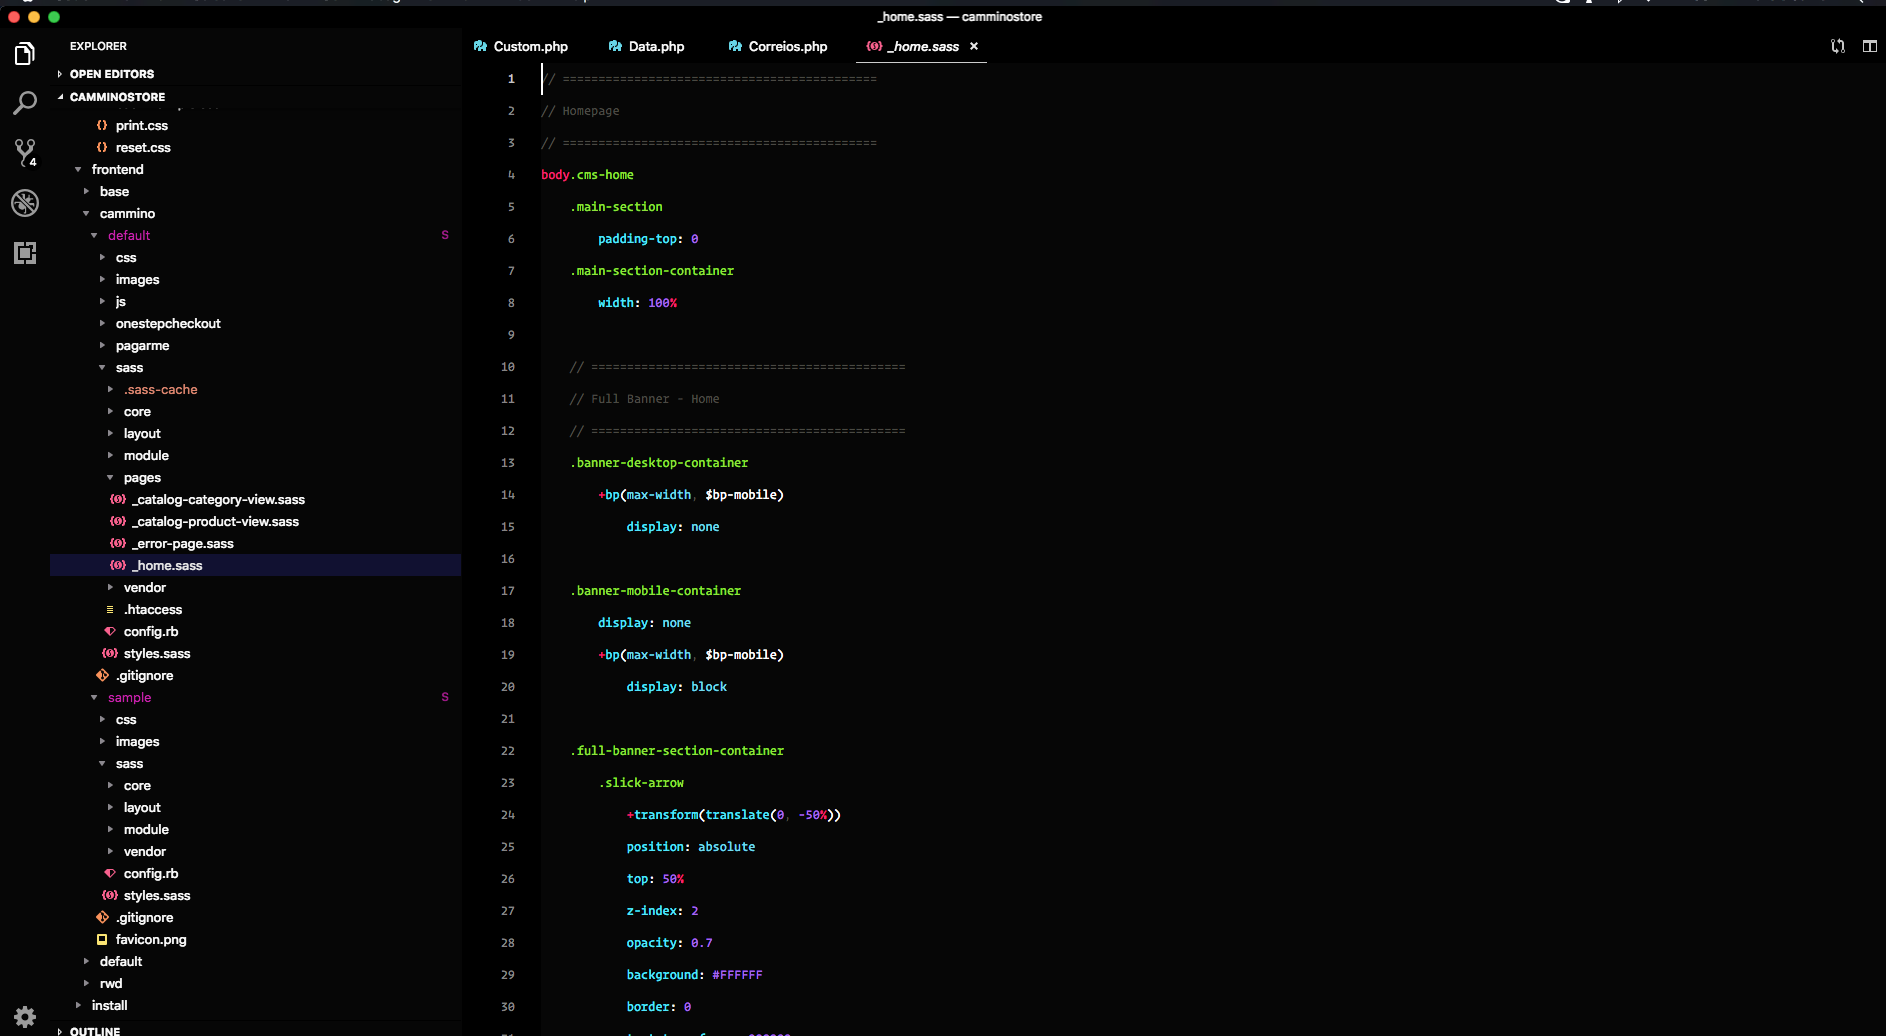 _home.sass — camminostore
EXPLORER
OPEN EDITORS
CAMMINOSTORE
print.css
reset.css
frontend
base
cammino
default S
css
images
js
onestepcheckout
pagarme
sass
.sass-cache
core
layout
module
pages
_catalog-category-view.sass
_catalog-product-view.sass
_error-page.sass
_home.sass
vendor
.htaccess
config.rb
styles.sass
.gitignore
sample S
css
images
sass
core
layout
module
vendor
config.rb
styles.sass
.gitignore
favicon.png
default
rwd
install
OUTLINE
4
Custom.php Data.php Correios.php _home.sass ×
1 // ============================================
2 // Homepage
3 // ============================================
4 body.cms-home
5 .main-section
6 padding-top: 0
7 .main-section-container
8 width: 100%
9
10 // ============================================
11 // Full Banner - Home
12 // ============================================
13 .banner-desktop-container
14 +bp(max-width, $bp-mobile)
15 display: none
16
17 .banner-mobile-container
18 display: none
19 +bp(max-width, $bp-mobile)
20 display: block
21
22 .full-banner-section-container
23 .slick-arrow
24 +transform(translate(0, -50%))
25 position: absolute
26 top: 50%
27 z-index: 2
28 opacity: 0.7
29 background: #FFFFFF
30 border: 0